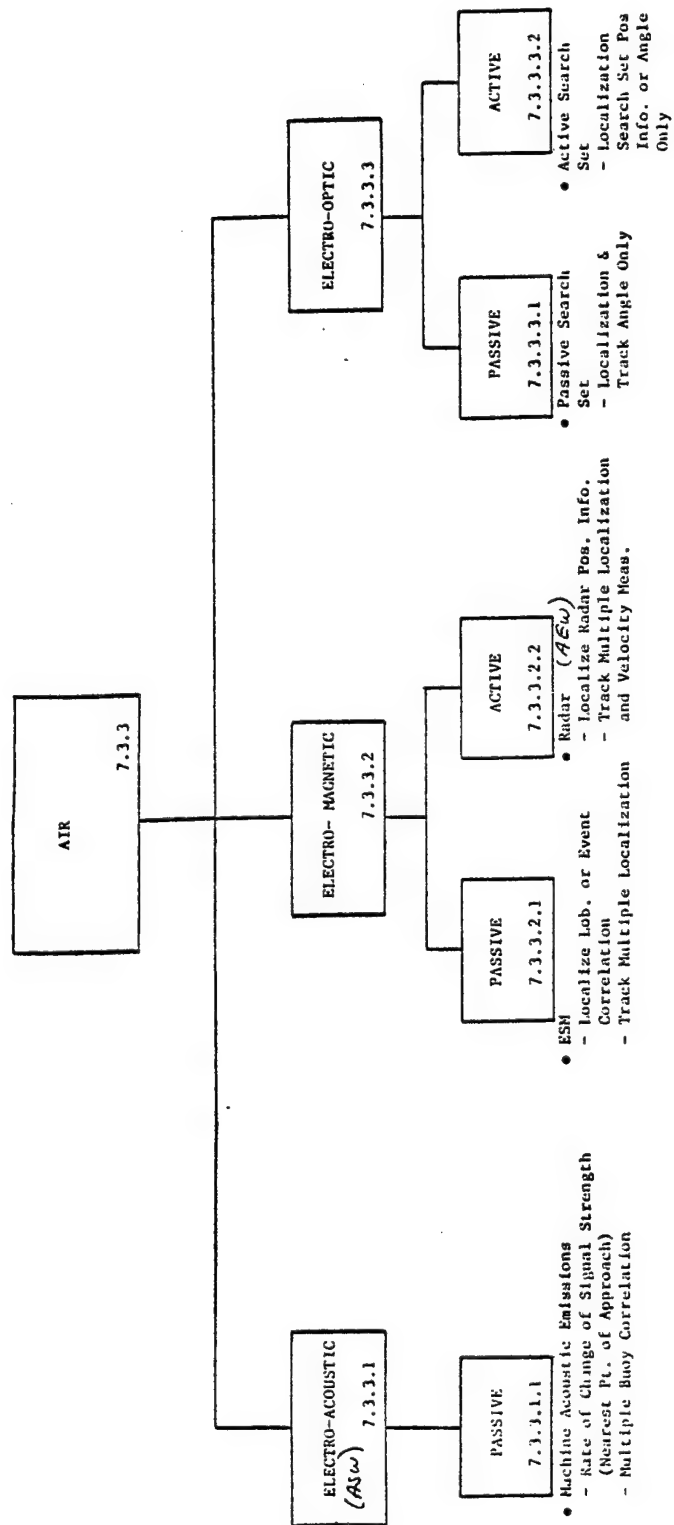 AIR
7.3.3
ELECTRO-ACOUSTIC
7.3.3.1
(ASW)
PASSIVE
7.3.3.1.1
• Machine Acoustic Emissions
- Rate of Change of Signal Strength
(Nearest Pt. of Approach)
- Multiple Buoy Correlation
ELECTRO- MAGNETIC
7.3.3.2
PASSIVE
7.3.3.2.1
• ESM
- Localize Lob. or Event
Correlation
- Track Multiple Localization
ACTIVE
7.3.3.2.2
• Radar (AEW)
- Localize Radar Pos. Info.
- Track Multiple Localization
and Velocity Meas.
ELECTRO-OPTIC
7.3.3.3
PASSIVE
7.3.3.3.1
• Passive Search
Set
- Localization &
Track Angle Only
ACTIVE
7.3.3.3.2
• Active Search
Set
- Localization
Search Set Pos
Info. or Angle
Only